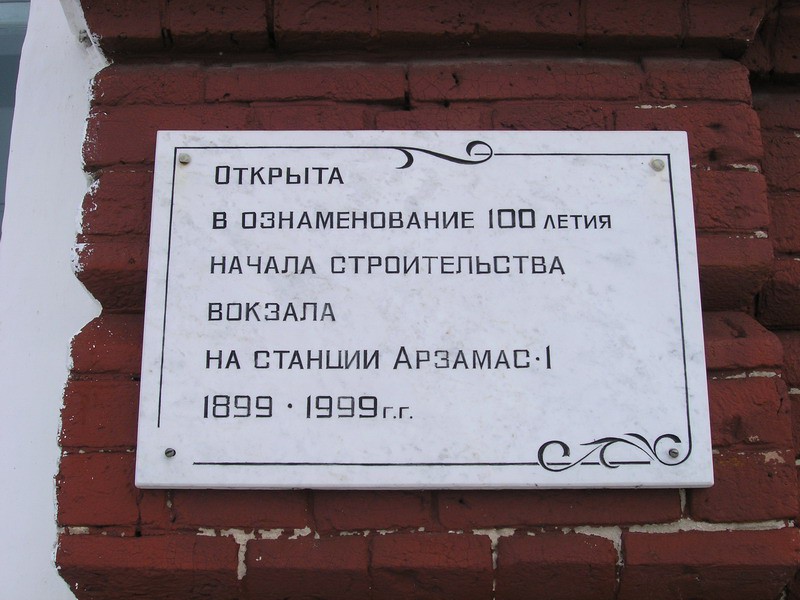 Открыта
в ознаменование 100 летия
начала строительства
вокзала
на станции Арзамас-1
1899 - 1999 г.г.